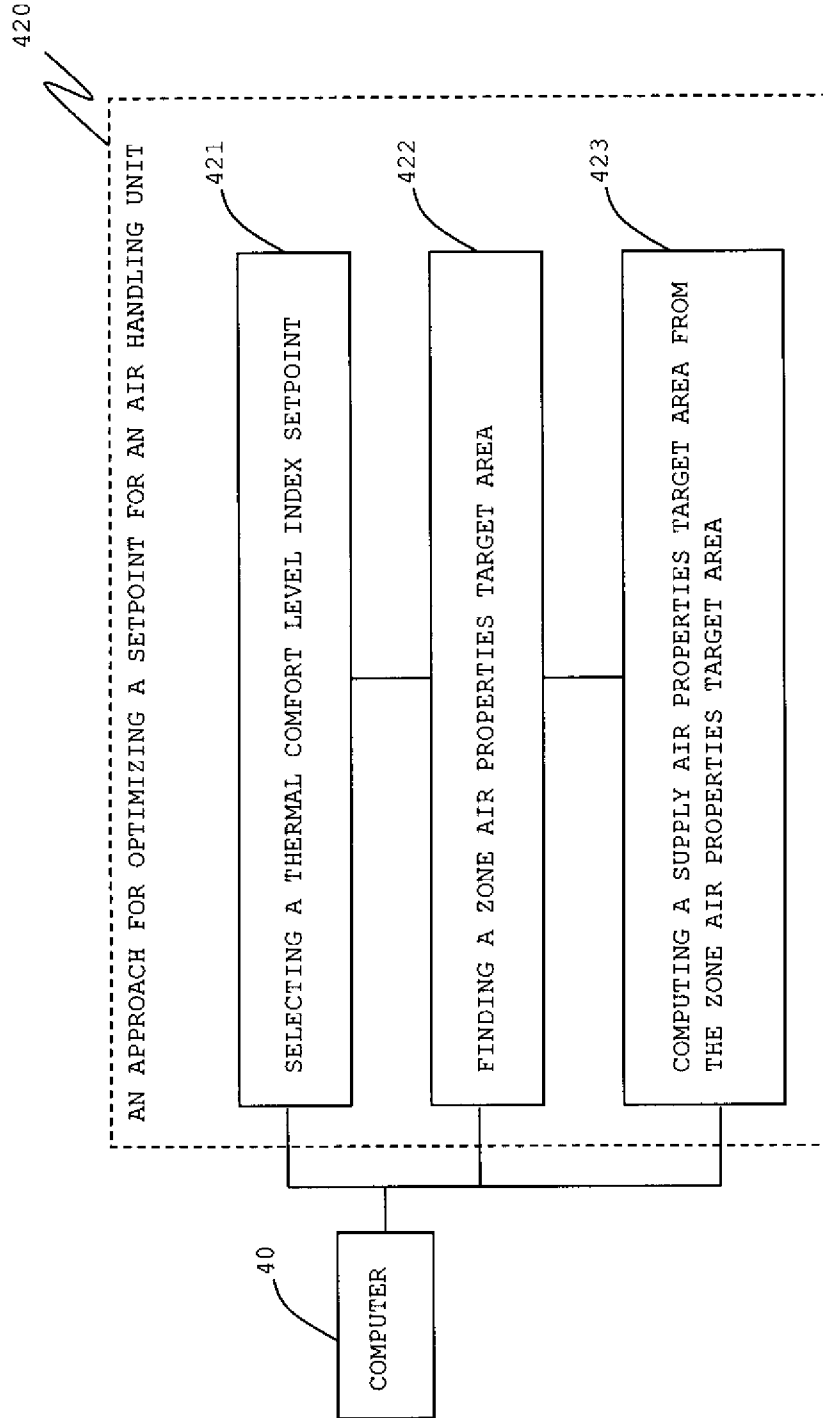 420
AN APPROACH FOR OPTIMIZING A SETPOINT FOR AN AIR HANDLING UNIT
421
SELECTING A THERMAL COMFORT LEVEL INDEX SETPOINT
422
FINDING A ZONE AIR PROPERTIES TARGET AREA
423
COMPUTING A SUPPLY AIR PROPERTIES TARGET AREA FROM
THE ZONE AIR PROPERTIES TARGET AREA
40
COMPUTER